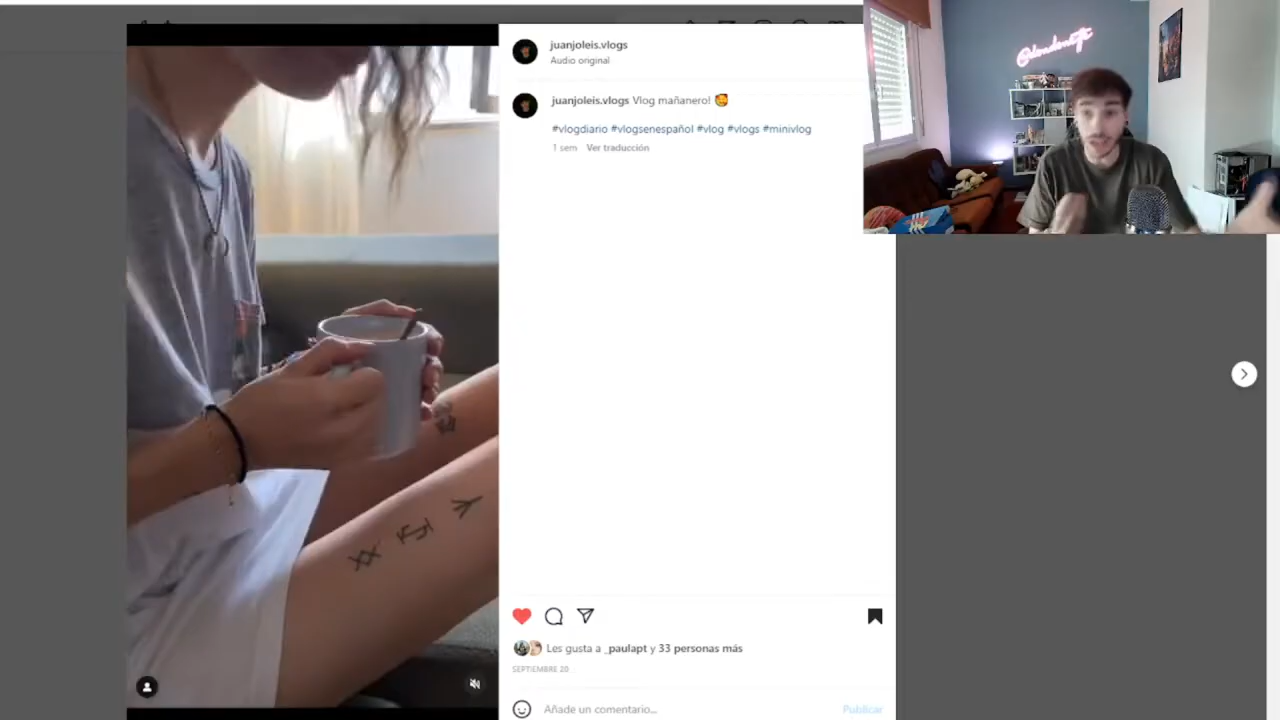 juanjoleis.vlogs
Audio original
juanjoleis.vlogs Vlog mañanero! 🥰
#vlogdiario #vlogsenespañol #vlog #vlogs #minivlog
1 sem Ver traducción
Les gusta a _paulapt y 33 personas más
SEPTIEMBRE 20
Añade un comentario...
Publicar